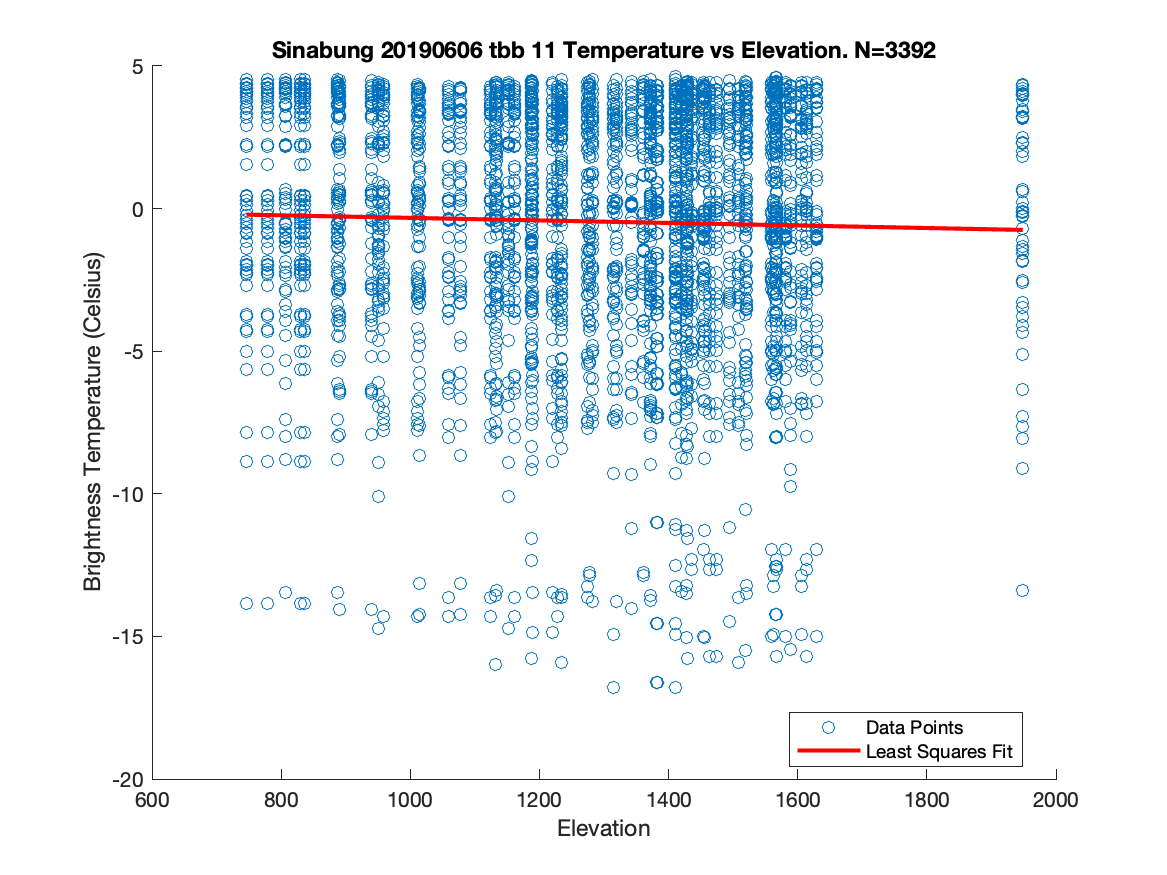 Sinabung 20190606 tbb 11 Temperature vs Elevation. N=3392
5
0
-5
-10
-15
-20
Brightness Temperature (Celsius)
Data Points
Least Squares Fit
600 800 1000 1200 1400 1600 1800 2000
Elevation